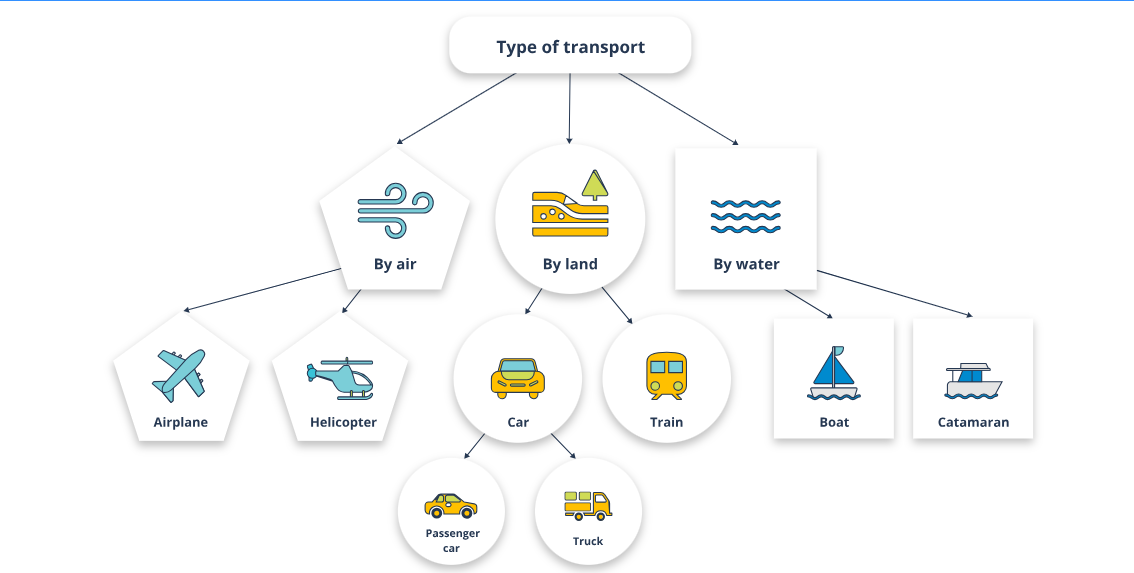 Type of transport
By air
By land
By water
Airplane
Helicopter
Car
Train
Boat
Catamaran
Passenger
car
Truck